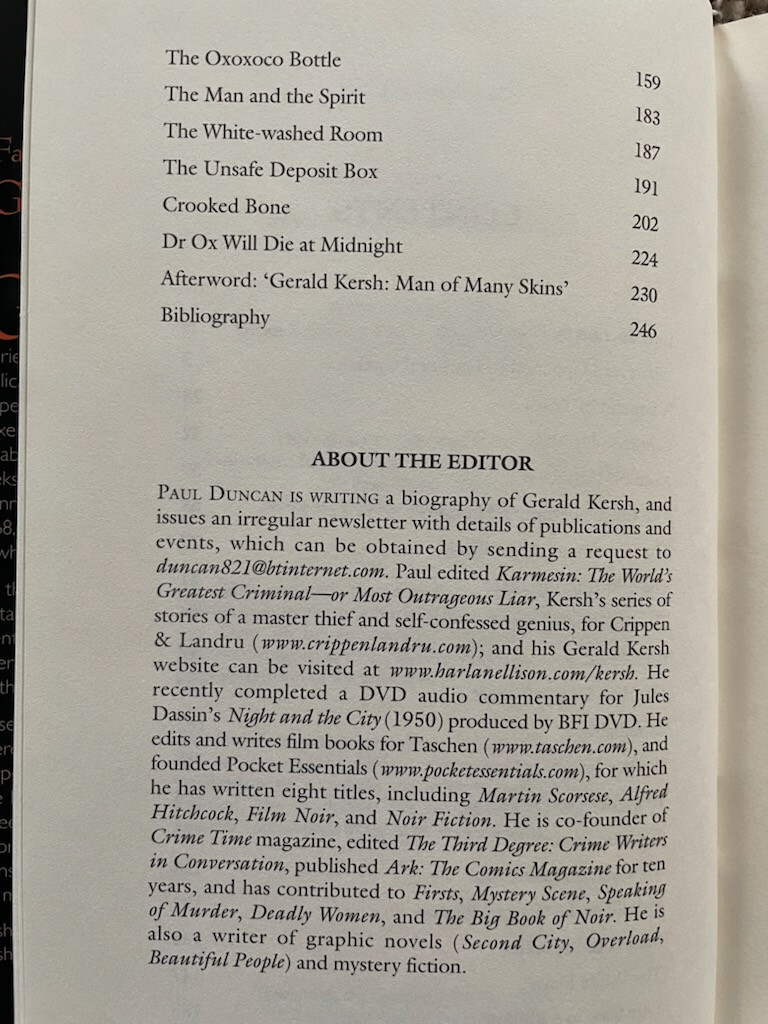 The Oxoxoco Bottle 159
The Man and the Spirit 183
The White-washed Room 187
The Unsafe Deposit Box 191
Crooked Bone 202
Dr Ox Will Die at Midnight 224
Afterword: ‘Gerald Kersh: Man of Many Skins’ 230
Bibliography 246
ABOUT THE EDITOR
PAUL DUNCAN IS WRITING a biography of Gerald Kersh, and
issues an irregular newsletter with details of publications and
events, which can be obtained by sending a request to
duncan821@btinternet.com. Paul edited Karmesin: The World’s
Greatest Criminal—or Most Outrageous Liar, Kersh’s series of
stories of a master thief and self-confessed genius, for Crippen
& Landru (www.crippenlandru.com); and his Gerald Kersh
website can be visited at www.harlanellison.com/kersh. He
recently completed a DVD audio commentary for Jules
Dassin’s Night and the City (1950) produced by BFI DVD. He
edits and writes film books for Taschen (www.taschen.com), and
founded Pocket Essentials (www.pocketessentials.com), for which
he has written eight titles, including Martin Scorsese, Alfred
Hitchcock, Film Noir, and Noir Fiction. He is co-founder of
Crime Time magazine, edited The Third Degree: Crime Writers
in Conversation, published Ark: The Comics Magazine for ten
years, and has contributed to Firsts, Mystery Scene, Speaking
of Murder, Deadly Women, and The Big Book of Noir. He is
also a writer of graphic novels (Second City, Overload,
Beautiful People) and mystery fiction.